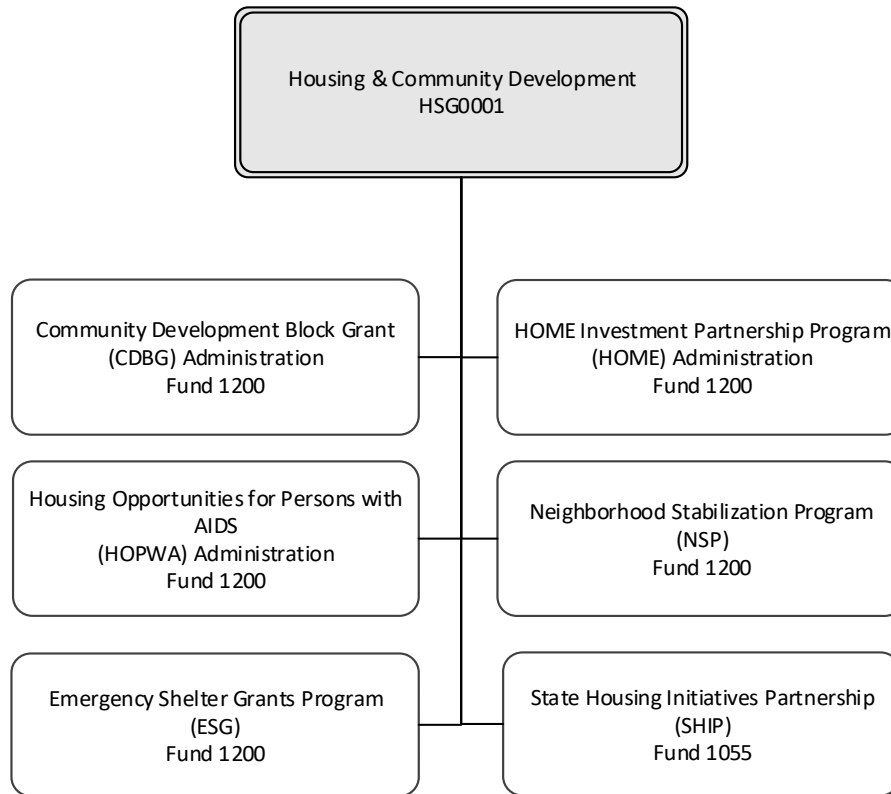 Housing & Community Development
HSG0001
Community Development Block Grant
(CDBG) Administration
Fund 1200
HOME Investment Partnership Program
(HOME) Administration
Fund 1200
Housing Opportunities for Persons with
AIDS
(HOPWA) Administration
Fund 1200
Neighborhood Stabilization Program
(NSP)
Fund 1200
Emergency Shelter Grants Program
(ESG)
Fund 1200
State Housing Initiatives Partnership
(SHIP)
Fund 1055